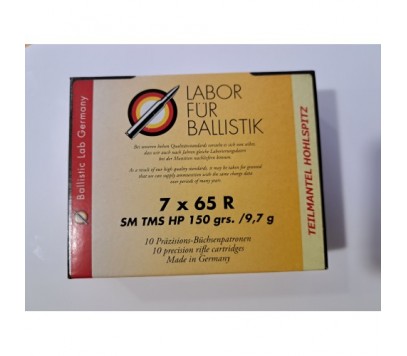 LABOR
FÜR
BALLISTIK
Bei unseren hohen Qualitätsstandards versteht es sich von selbst,
dass wir auch nach Jahren gleiche Laborierungsdaten
bei der Munition nachliefern können.
As a result of our high quality standards it may be taken for granted
that we can supply ammunition with the same charge data
over periods of many years
7 x 65 R
SM TMS HP 150 grs. /9,7 g
10 Präzisions-Büchsenpatronen
10 precision rifle cartridges
Made in Germany
Ballistic Lab Germany
TEILMANTEL HOHLSPITZ